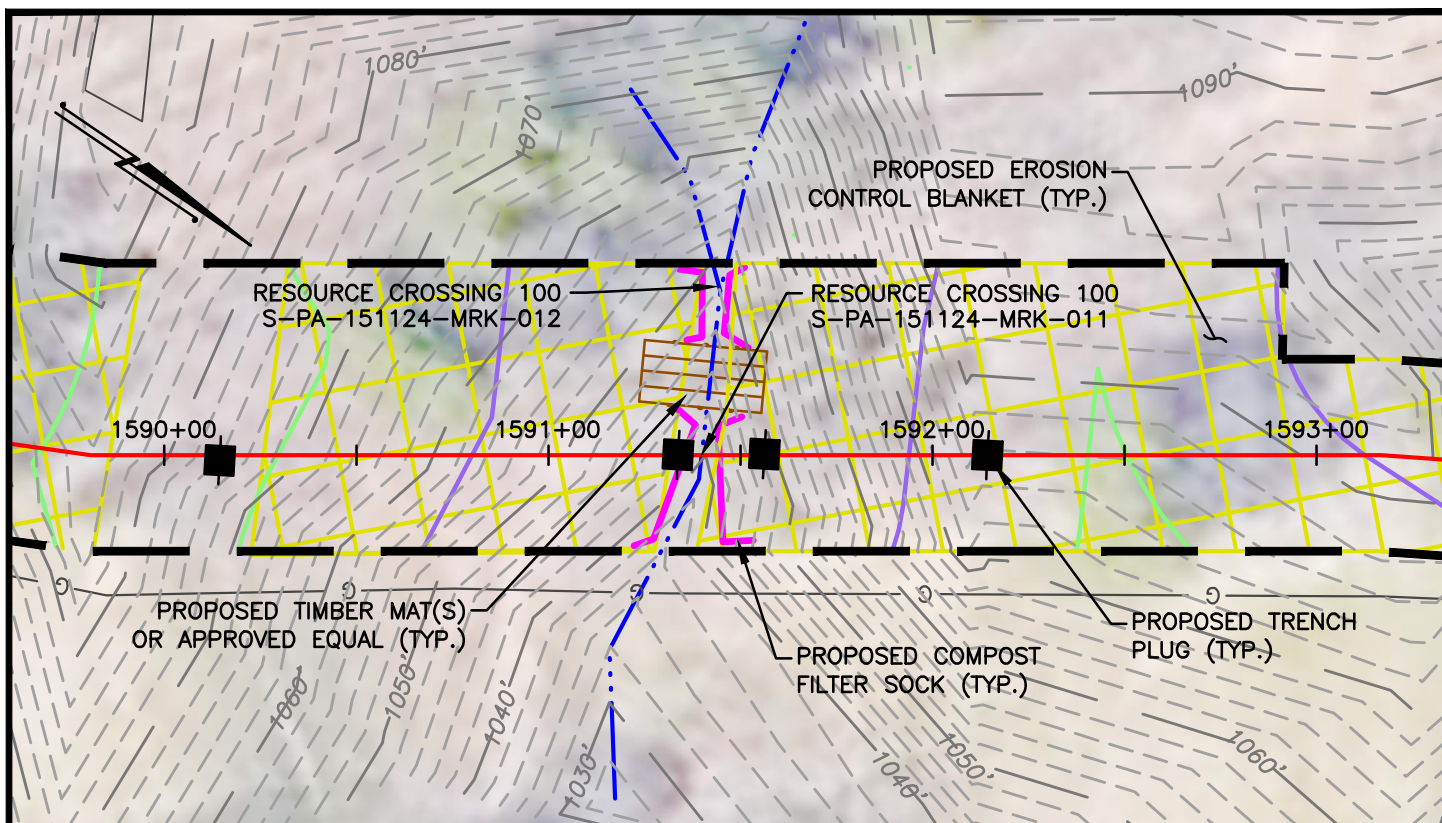 1080'
1090'
1070'
PROPOSED EROSION
CONTROL BLANKET (TYP.)
RESOURCE CROSSING 100
S-PA-151124-MRK-012
RESOURCE CROSSING 100
S-PA-151124-MRK-011
1590+00
1591+00
1592+00
1593+00
G
G
G
G
G
PROPOSED TIMBER MAT(S)
OR APPROVED EQUAL (TYP.)
PROPOSED COMPOST
FILTER SOCK (TYP.)
PROPOSED TRENCH
PLUG (TYP.)
1060'
1050'
1040'
1030'
1040'
1050'
1060'